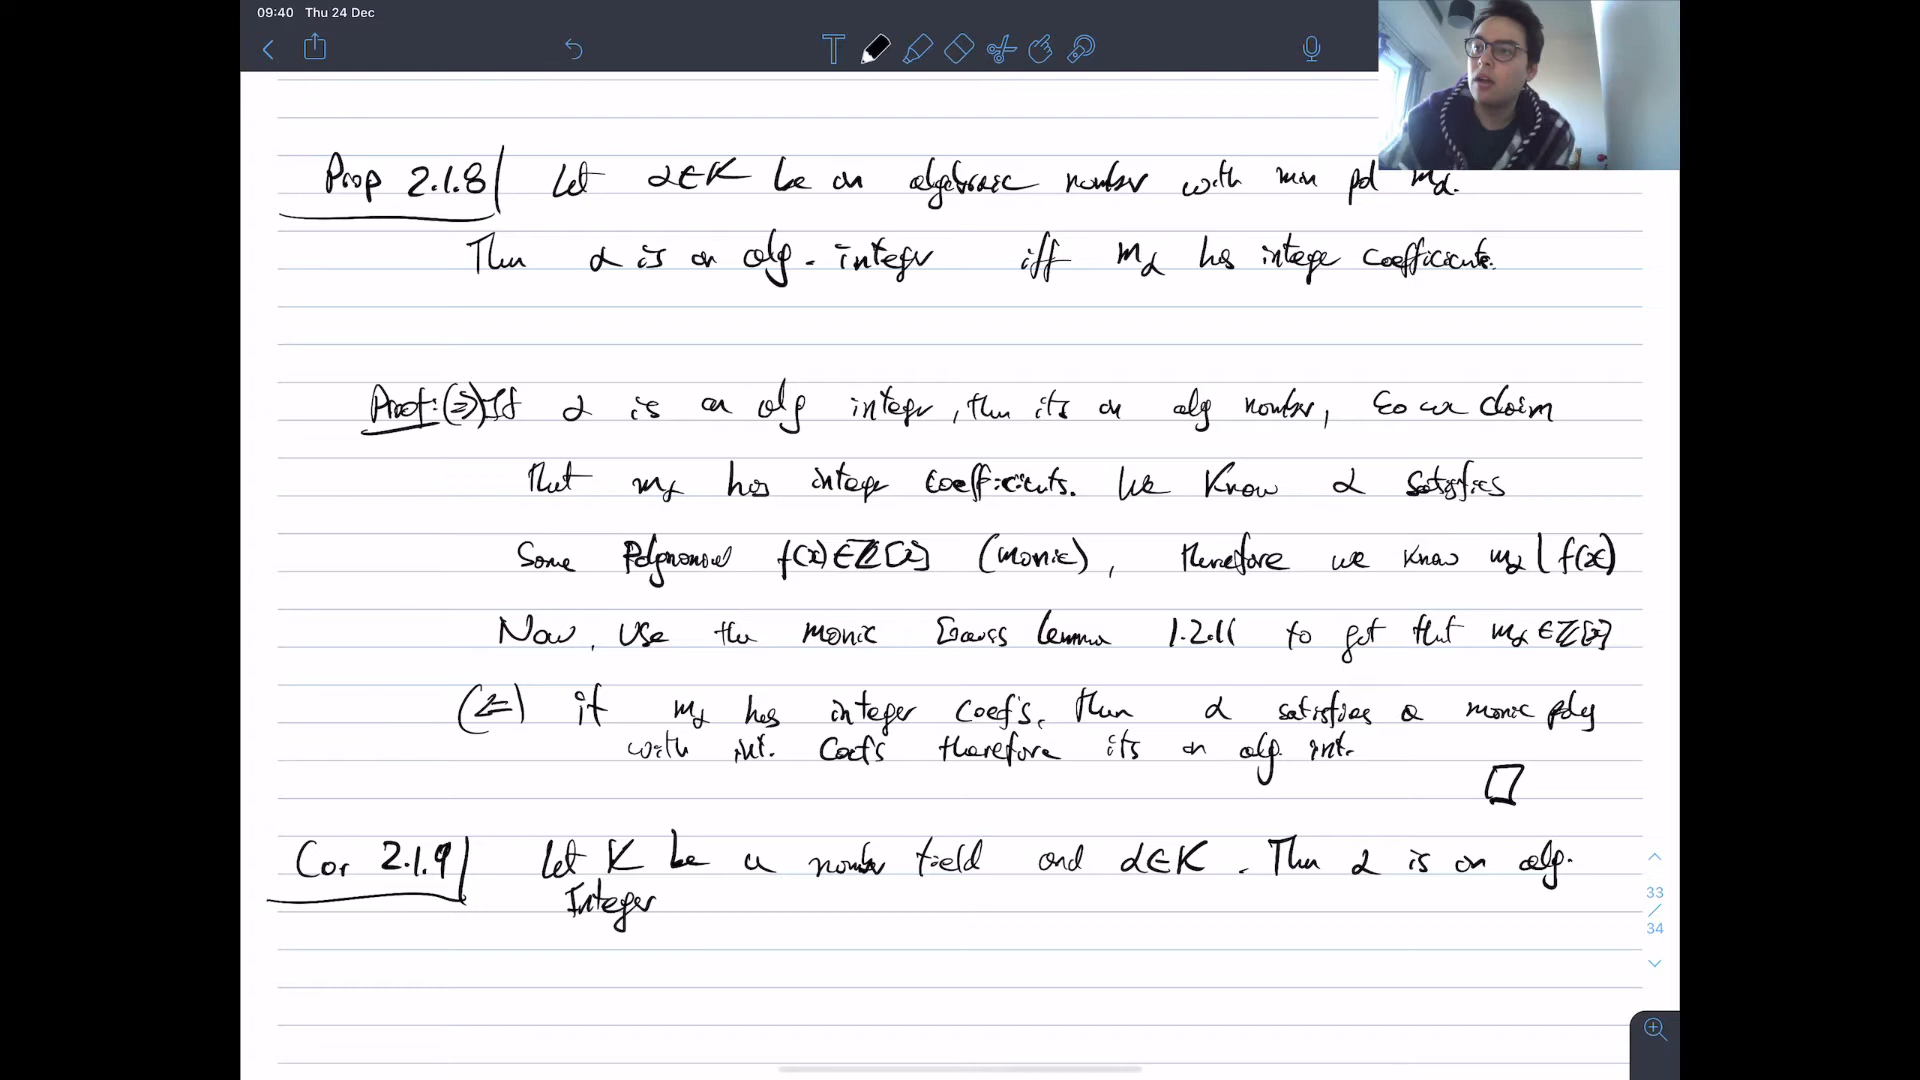 09:40 Thu 24 Dec
T
Prop 2.1.8 Let α∈K be an algebraic number with min pol mα.
Then α is an alg. integer iff mα has integer coefficients.
Proof: (⇒) If α is an alg integer, then its an alg number, so we claim
that mα has integer coefficients. We know α satisfies
some polynomial f(x)∈ℤ[x] (monic), therefore we know mα | f(x)
Now, use the monic Gauss lemma 1.2.11 to get that mα∈ℤ[x]
(⇐) if mα has integer coefs, then α satisfies a monic poly
with int. coefs therefore its an alg. int.
□
Cor 2.1.9 Let K be a number field and α∈K. Then α is an alg.
Integer
33
/
34